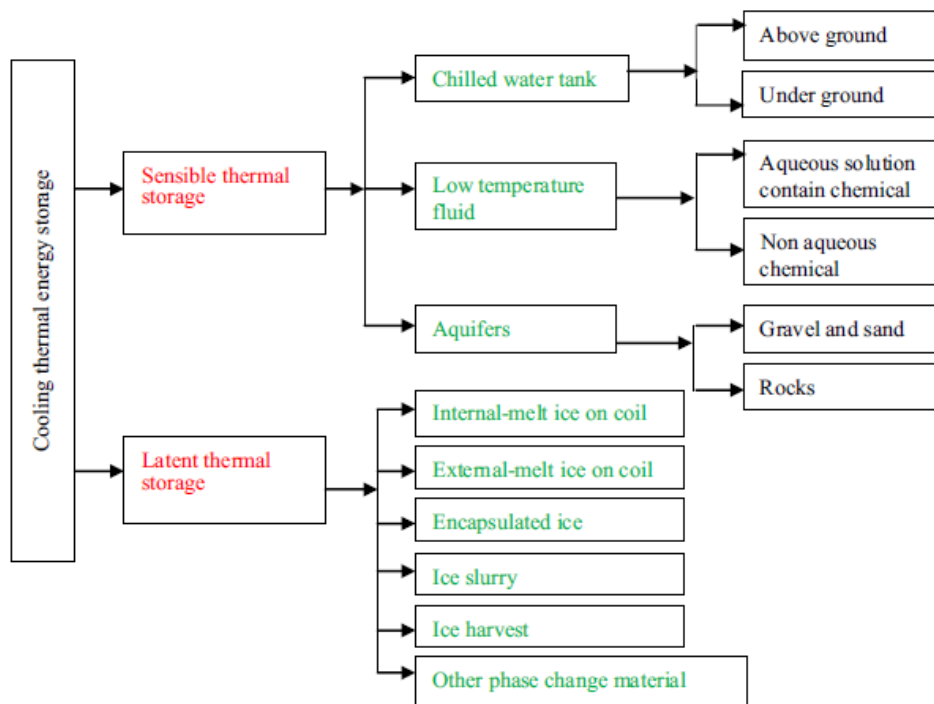 Cooling thermal energy storage
Sensible thermal
storage
Chilled water tank
Above ground
Under ground
Low temperature
fluid
Aqueous solution
contain chemical
Non aqueous
chemical
Aquifers
Gravel and sand
Rocks
Latent thermal
storage
Internal-melt ice on coil
External-melt ice on coil
Encapsulated ice
Ice slurry
Ice harvest
Other phase change material